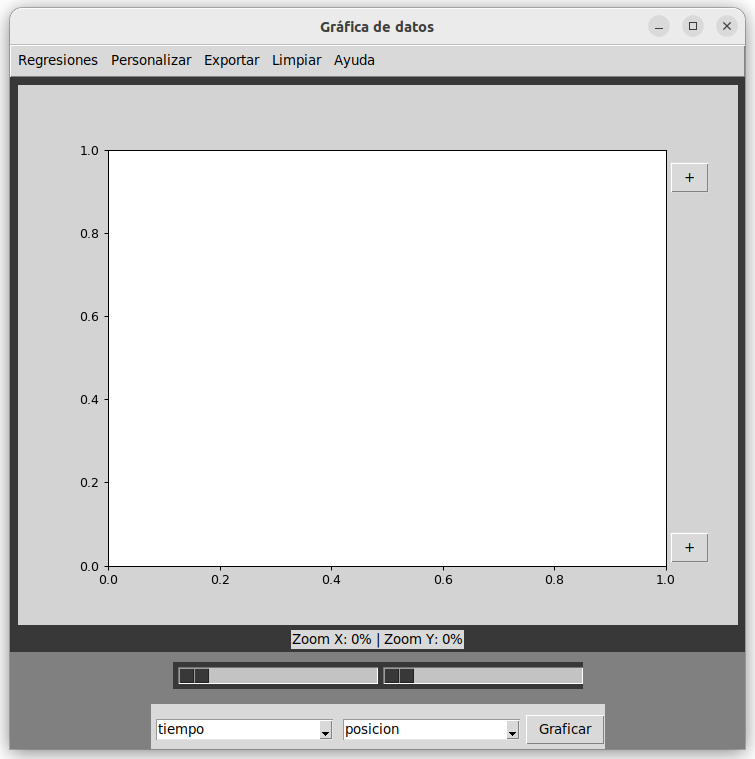 Gráfica de datos
Regresiones Personalizar Exportar Limpiar Ayuda
1.0
+
0.8
0.6
0.4
0.2
+
0.0
0.0 0.2 0.4 0.6 0.8 1.0
Zoom X: 0% | Zoom Y: 0%
tiempo posicion Graficar